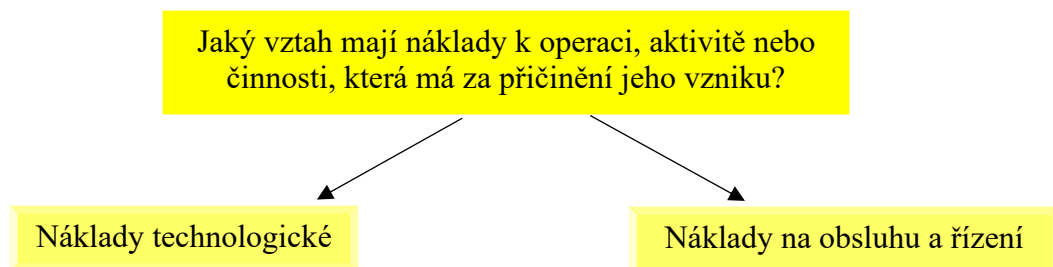 Jaký vztah mají náklady k operaci, aktivitě nebo
činnosti, která má za přičinění jeho vzniku?
Náklady technologické
Náklady na obsluhu a řízení